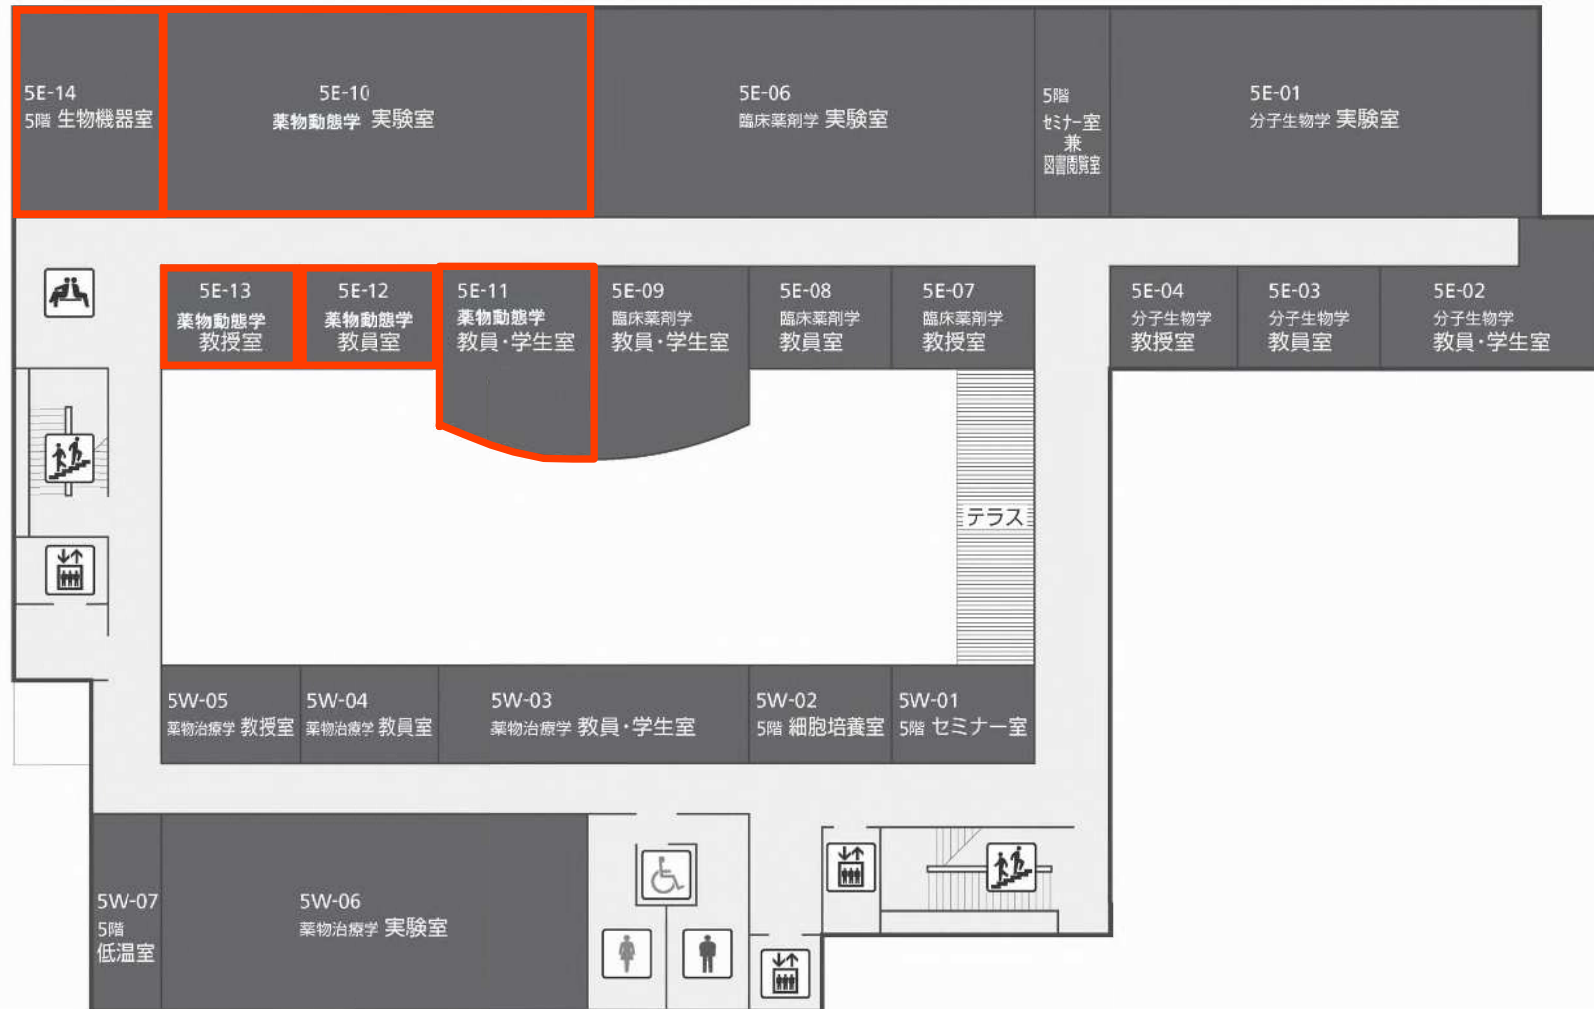 5E-14
5階 生物機器室
5E-10
薬物動態学 実験室
5E-06
臨床薬剤学 実験室
5階
セミナー室
兼
図書閲覧室
5E-01
分子生物学 実験室
5E-13
薬物動態学
教授室
5E-12
薬物動態学
教員室
5E-11
薬物動態学
教員・学生室
5E-09
臨床薬剤学
教員・学生室
5E-08
臨床薬剤学
教員室
5E-07
臨床薬剤学
教授室
5E-04
分子生物学
教授室
5E-03
分子生物学
教員室
5E-02
分子生物学
教員・学生室
テラス
5W-05
薬物治療学 教授室
5W-04
薬物治療学 教員室
5W-03
薬物治療学 教員・学生室
5W-02
5階 細胞培養室
5W-01
5階 セミナー室
5W-07
5階
低温室
5W-06
薬物治療学 実験室